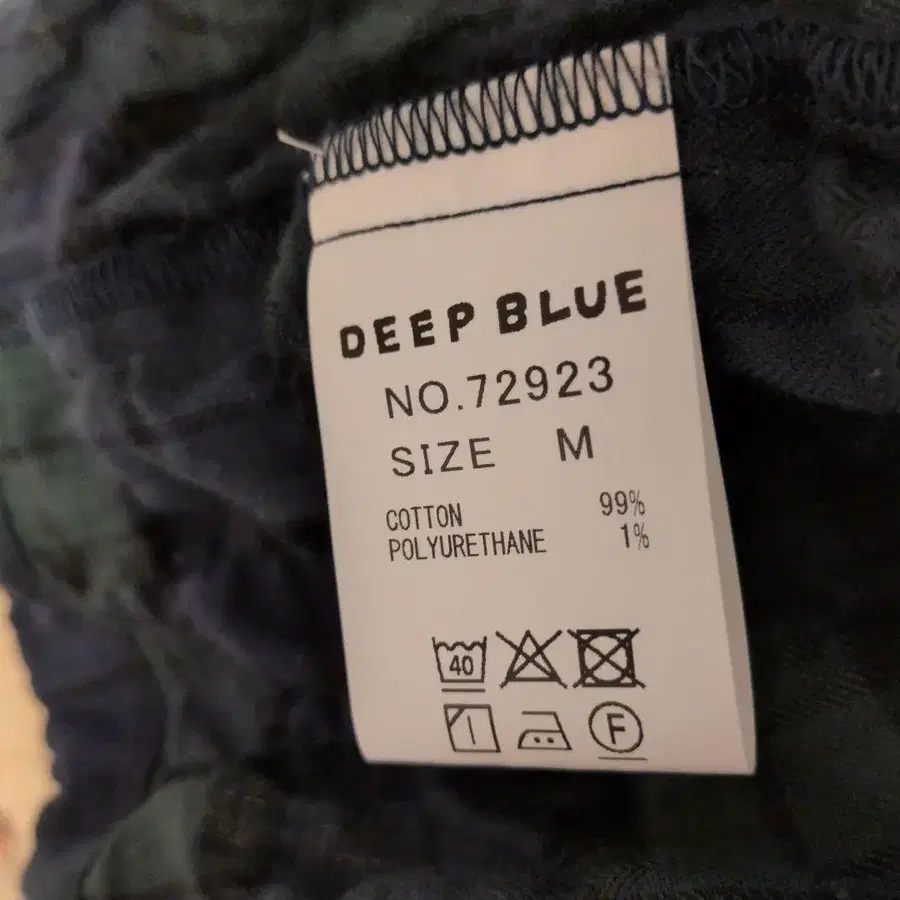 DEEP BLUE
NO.72923
SIZE M
COTTON 99%
POLYURETHANE 1%
40
F